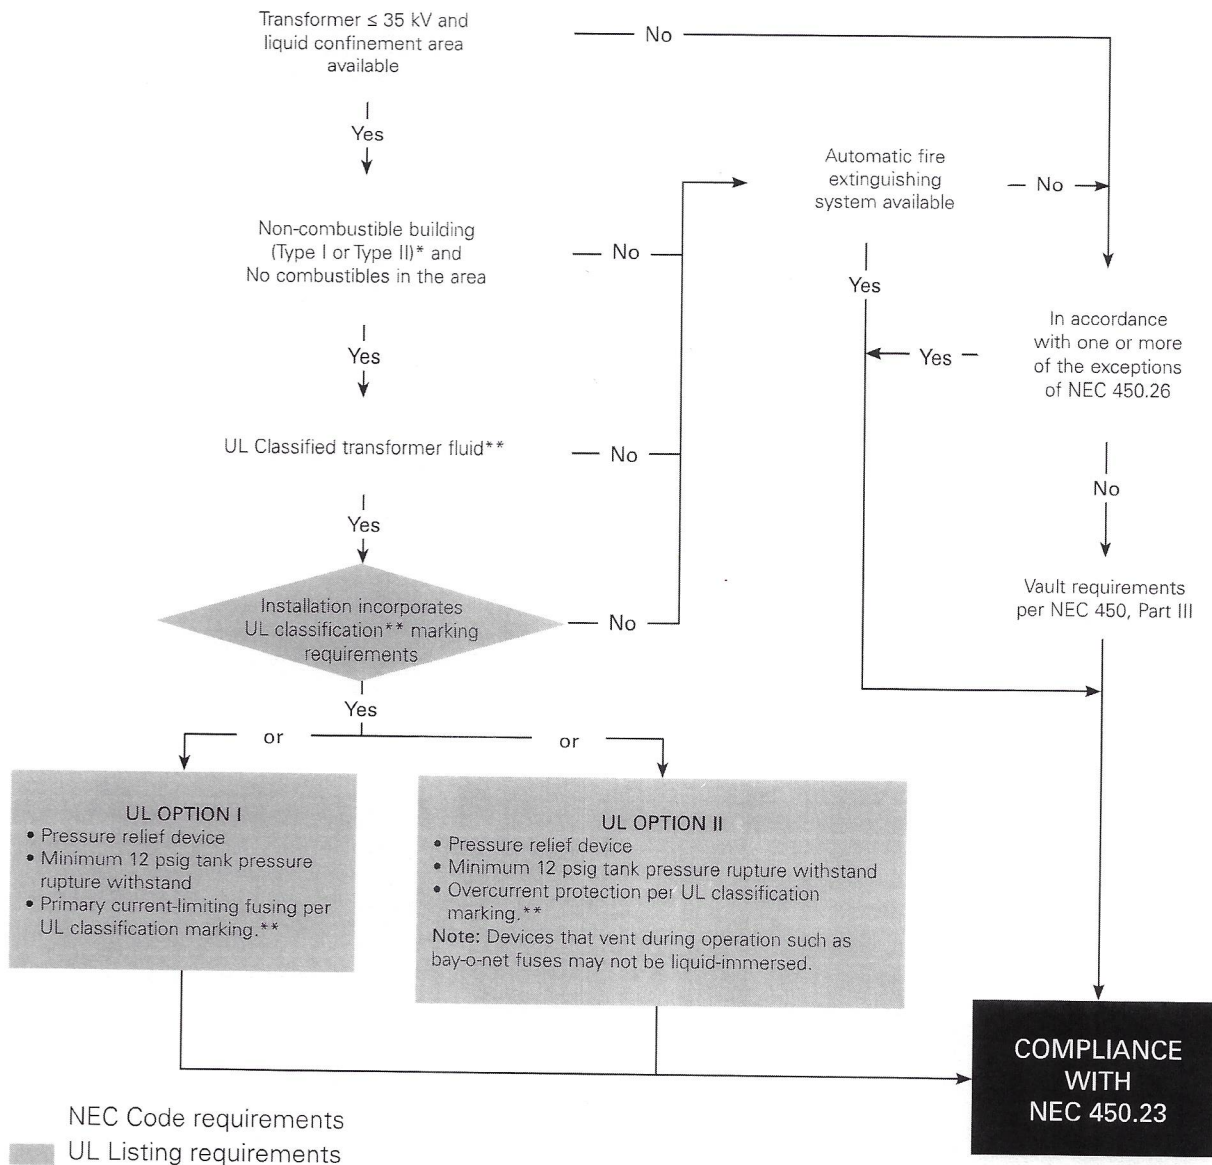 Transformer ≤ 35 kV and
liquid confinement area
available
No
Yes
Automatic fire
extinguishing
system available
No
Non-combustible building
(Type I or Type II)* and
No combustibles in the area
No
Yes
Yes
In accordance
with one or more
of the exceptions
of NEC 450.26
Yes
UL Classified transformer fluid**
No
No
Yes
Vault requirements
per NEC 450, Part III
Installation incorporates
UL classification** marking
requirements
No
Yes
or
or
UL OPTION I
• Pressure relief device
• Minimum 12 psig tank pressure
rupture withstand
• Primary current-limiting fusing per
UL classification marking.**
UL OPTION II
• Pressure relief device
• Minimum 12 psig tank pressure rupture withstand
• Overcurrent protection per UL classification
marking.**
Note: Devices that vent during operation such as
bay-o-net fuses may not be liquid-immersed.
COMPLIANCE
WITH
NEC 450.23
NEC Code requirements
UL Listing requirements